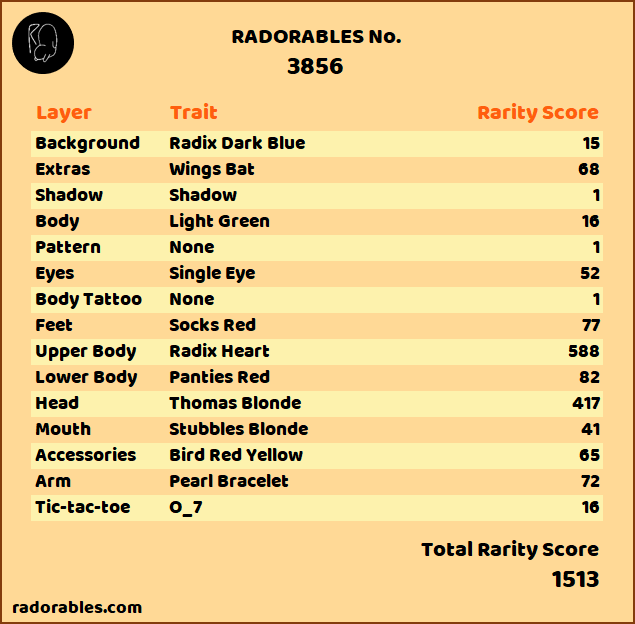 RADORABLES No.
3856
Layer Trait Rarity Score
Background Radix Dark Blue 15
Extras Wings Bat 68
Shadow Shadow 1
Body Light Green 16
Pattern None 1
Eyes Single Eye 52
Body Tattoo None 1
Feet Socks Red 77
Upper Body Radix Heart 588
Lower Body Panties Red 82
Head Thomas Blonde 417
Mouth Stubbles Blonde 41
Accessories Bird Red Yellow 65
Arm Pearl Bracelet 72
Tic-tac-toe O_7 16
Total Rarity Score
1513
radorables.com